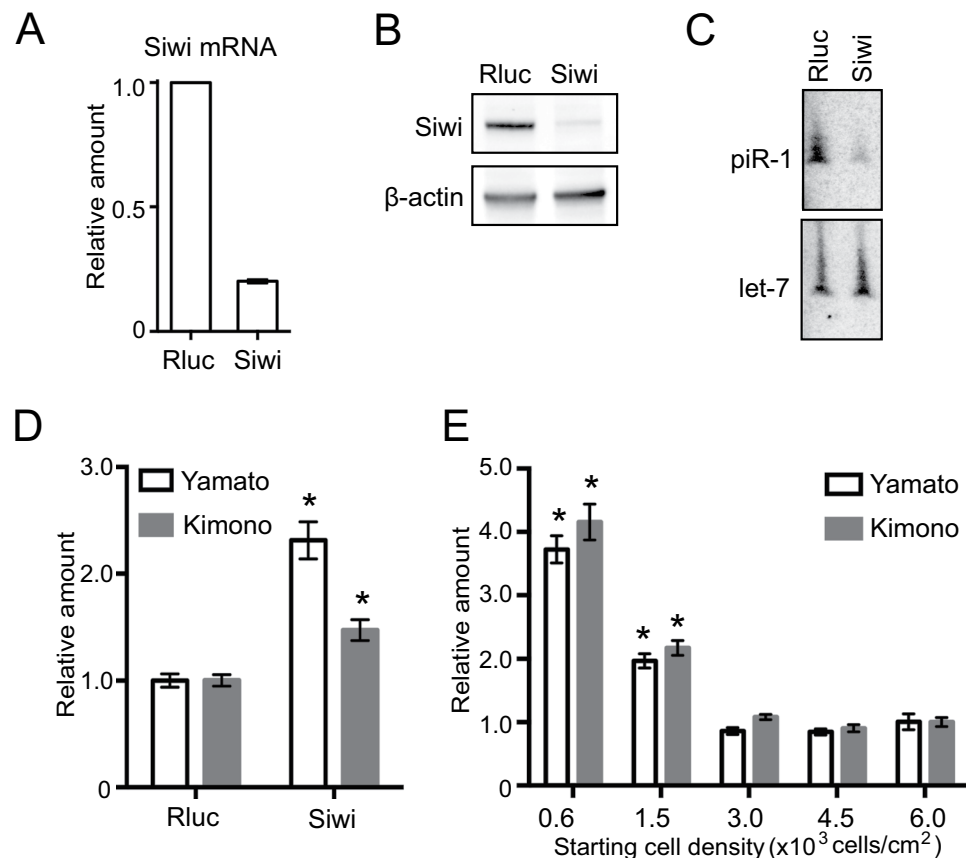 A
Siwi mRNA
Relative amount
1.0
0.5
0
Rluc
Siwi
B
Rluc Siwi
Siwi
β-actin
C
Rluc
Siwi
piR-1
let-7
D
Relative amount
3.0
2.0
1.0
0
Yamato
Kimono
*
*
Rluc
Siwi
E
Relative amount
5.0
4.0
3.0
2.0
1.0
0
Yamato
Kimono
* *
* *
0.6 1.5 3.0 4.5 6.0
Starting cell density (x10³ cells/cm²)